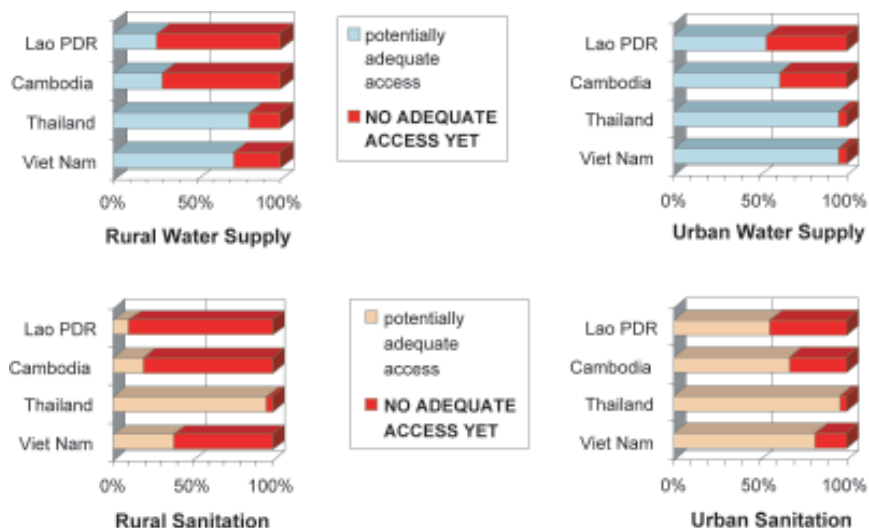 Lao PDR
Cambodia
Thailand
Viet Nam
0% 50% 100%
Rural Water Supply
potentially
adequate
access
NO ADEQUATE
ACCESS YET
Lao PDR
Cambodia
Thailand
Viet Nam
0% 50% 100%
Urban Water Supply
Lao PDR
Cambodia
Thailand
Viet Nam
0% 50% 100%
Rural Sanitation
potentially
adequate
access
NO ADEQUATE
ACCESS YET
Lao PDR
Cambodia
Thailand
Viet Nam
0% 50% 100%
Urban Sanitation